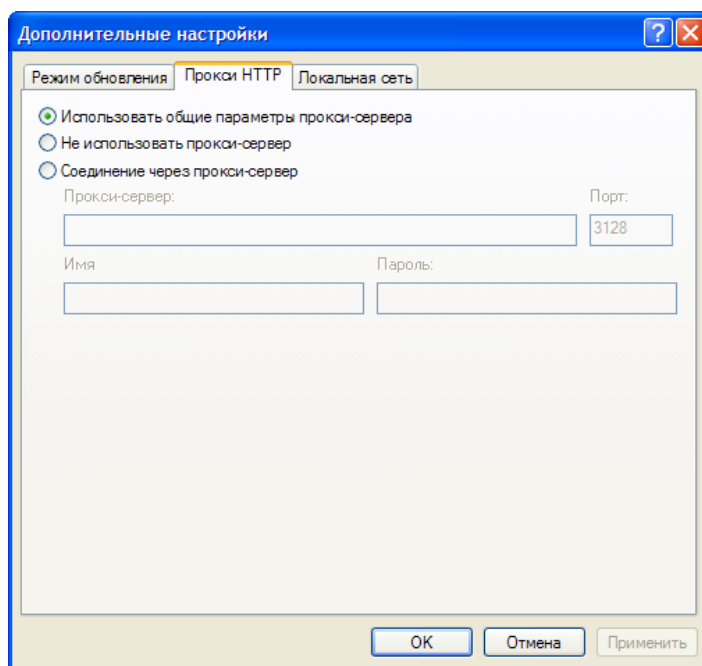 Дополнительные настройки
Режим обновления Прокси HTTP Локальная сеть
Использовать общие параметры прокси-сервера
Не использовать прокси-сервер
Соединение через прокси-сервер
Прокси-сервер: Порт:
3128
Имя Пароль:
OK Отмена Применить